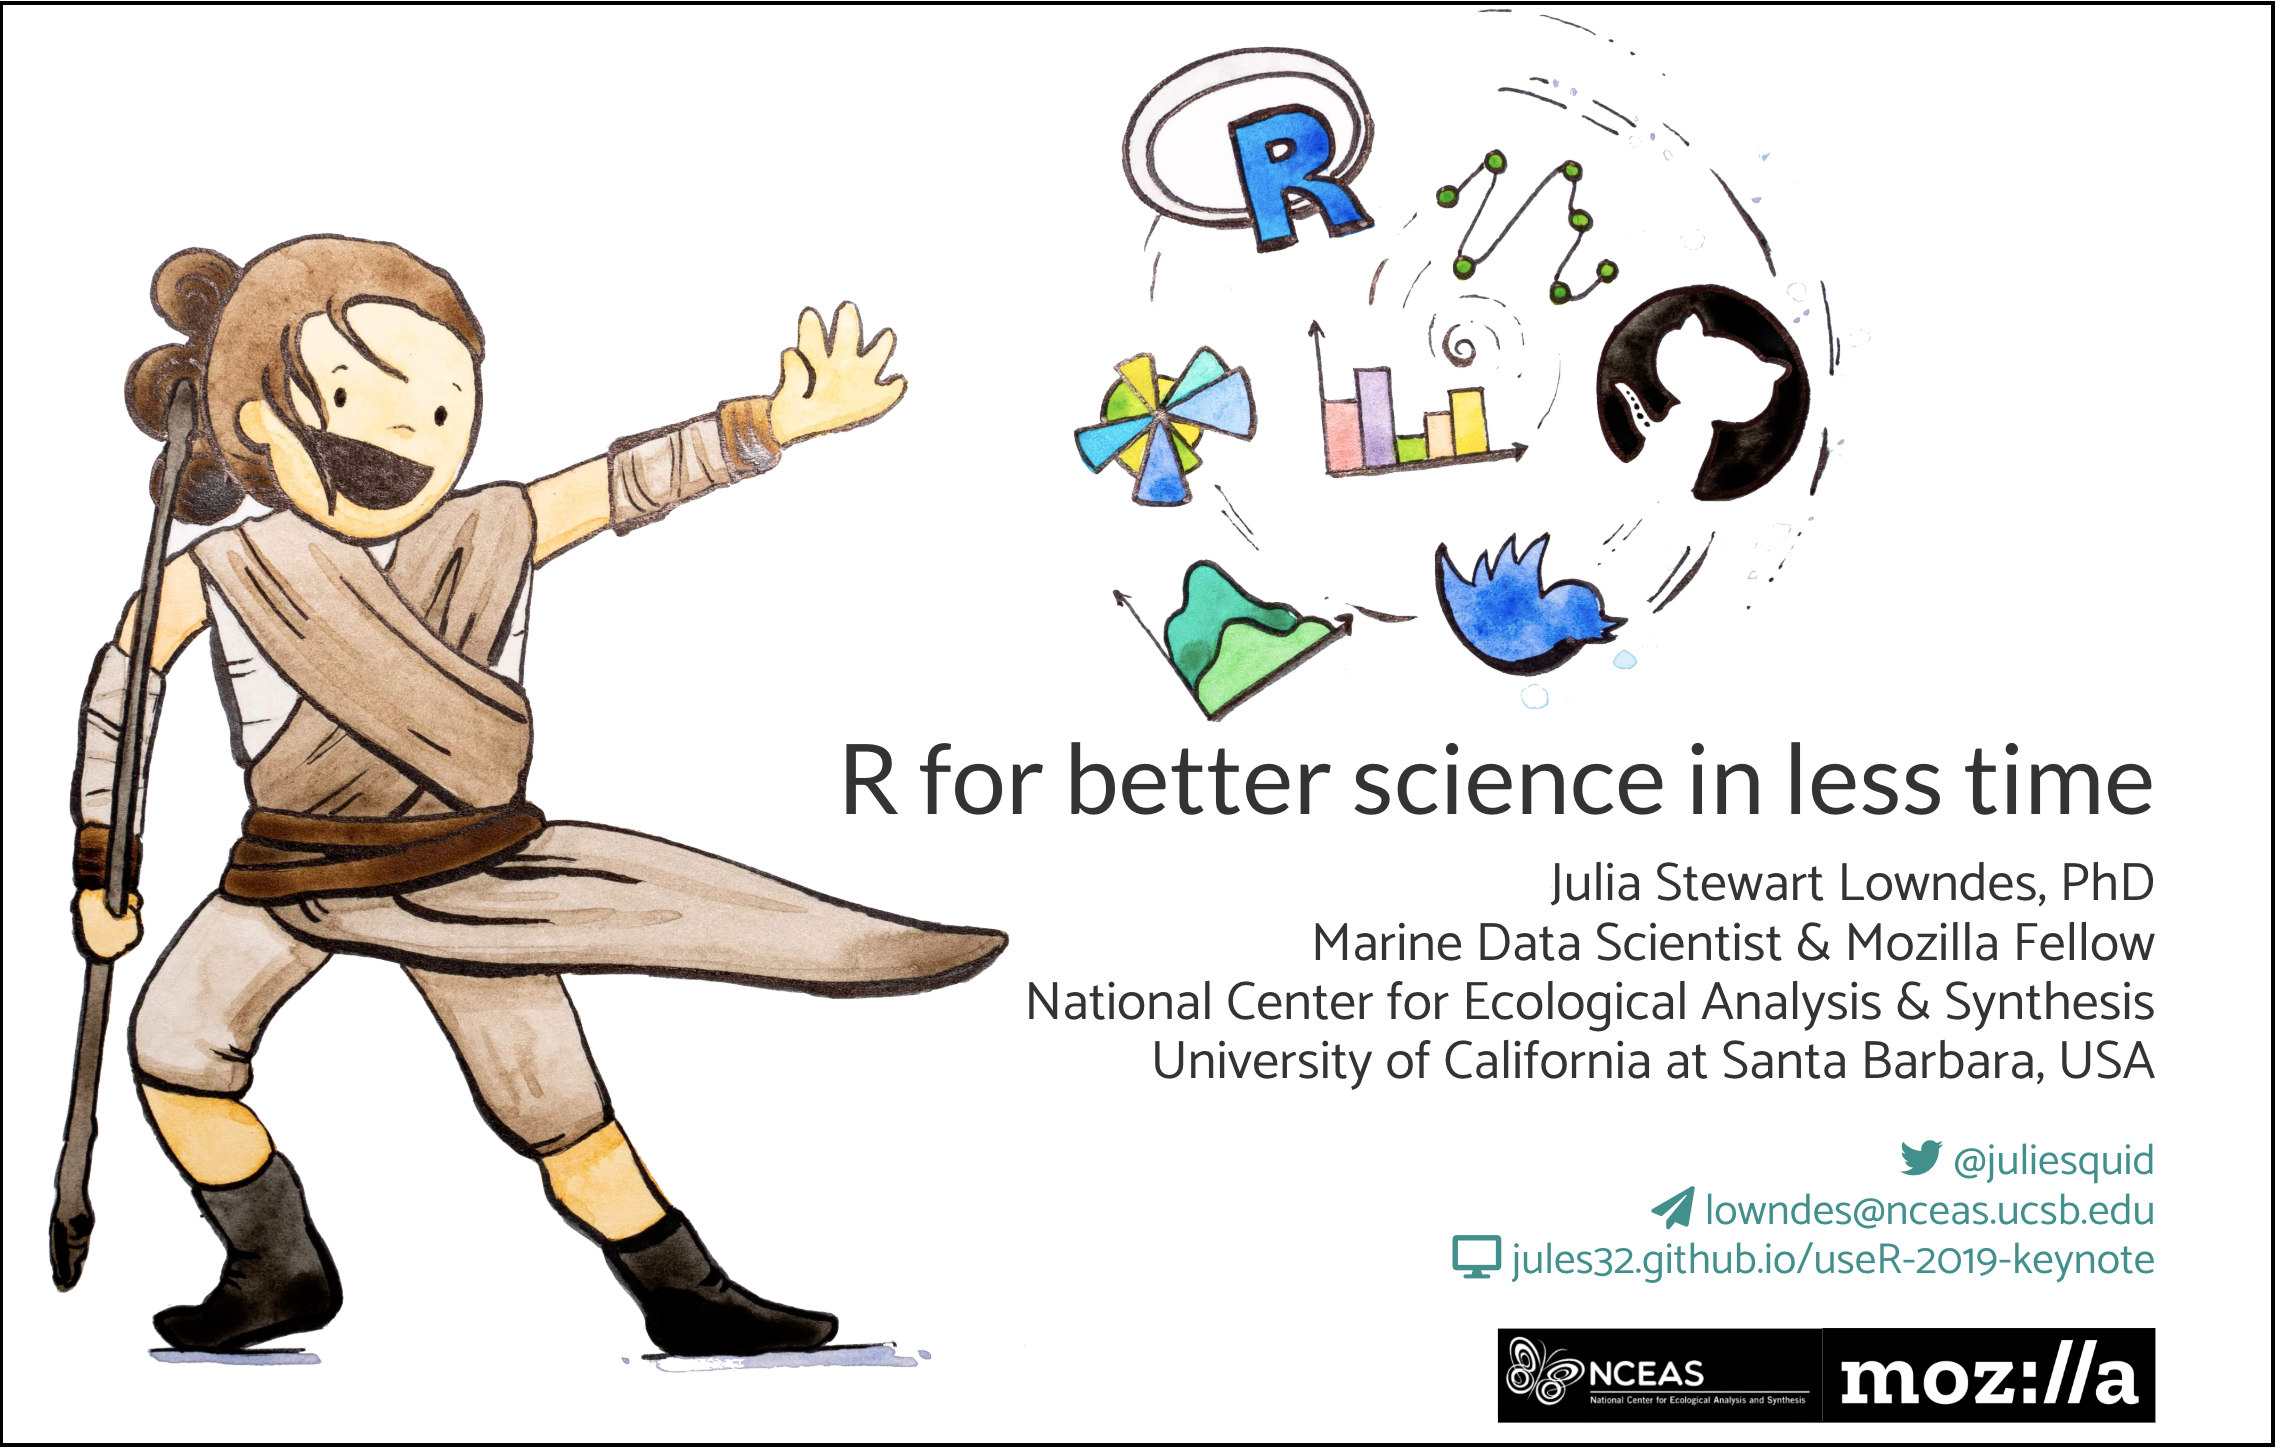 R
R for better science in less time
Julia Stewart Lowndes, PhD
Marine Data Scientist & Mozilla Fellow
National Center for Ecological Analysis & Synthesis
University of California at Santa Barbara, USA
@juliesquid
lowndes@nceas.ucsb.edu
jules32.github.io/useR-2019-keynote
NCEAS
National Center for Ecological Analysis and Synthesis
moz://a